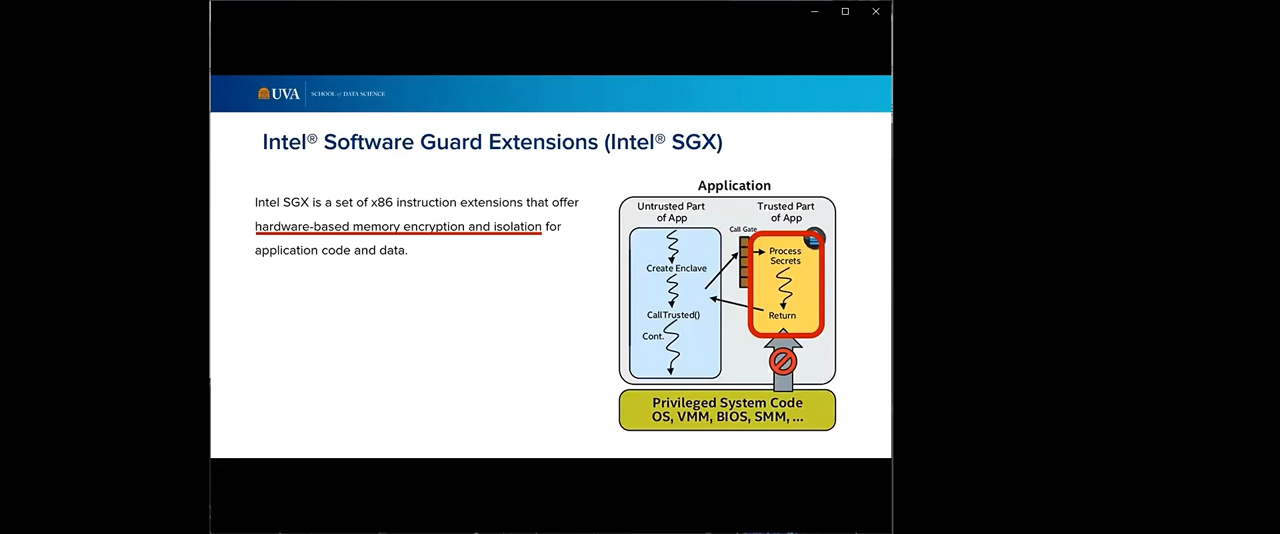 UVA SCHOOL of DATA SCIENCE
Intel® Software Guard Extensions (Intel® SGX)
Intel SGX is a set of x86 instruction extensions that offer
hardware-based memory encryption and isolation for
application code and data.
Application
Untrusted Part
of App
Create Enclave
CallTrusted()
Cont.
Trusted Part
of App
Call Gate
Process
Secrets
Return
Privileged System Code
OS, VMM, BIOS, SMM, ...